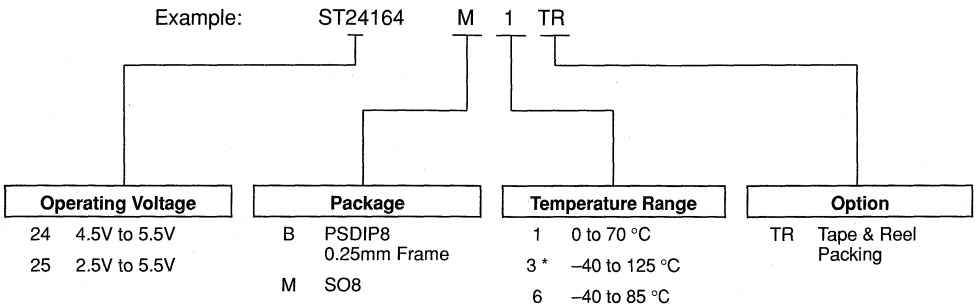 Example: ST24164 M 1 TR
Operating Voltage
24 4.5V to 5.5V
25 2.5V to 5.5V
Package
B PSDIP8
0.25mm Frame
M SO8
Temperature Range
1 0 to 70 °C
3 * –40 to 125 °C
6 –40 to 85 °C
Option
TR Tape & Reel
Packing